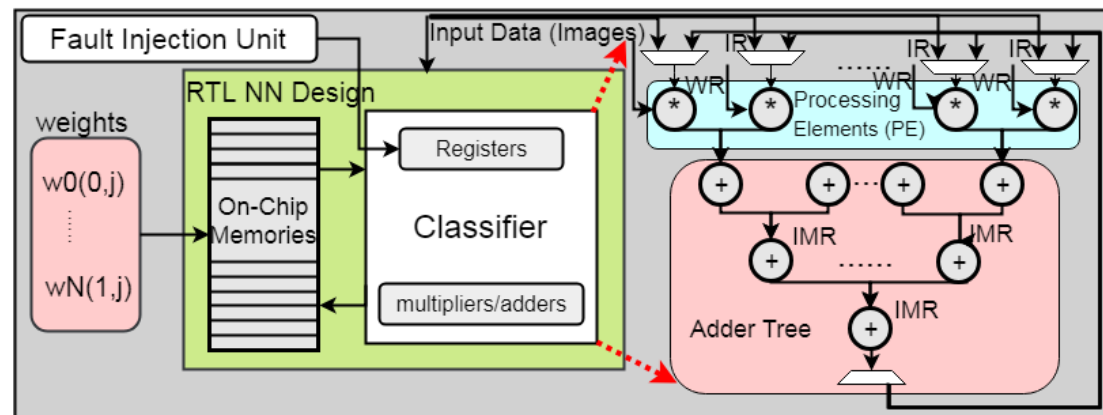 Fault Injection Unit
Input Data (Images)
IR
IR
IR
RTL NN Design
WR
WR
WR
......
* * * *
Processing
Elements (PE)
weights
w0(0,j)
......
wN(1,j)
On-Chip
Memories
Registers
Classifier
multipliers/adders
+ + ... + +
IMR
IMR
+ ...... +
IMR
+
Adder Tree